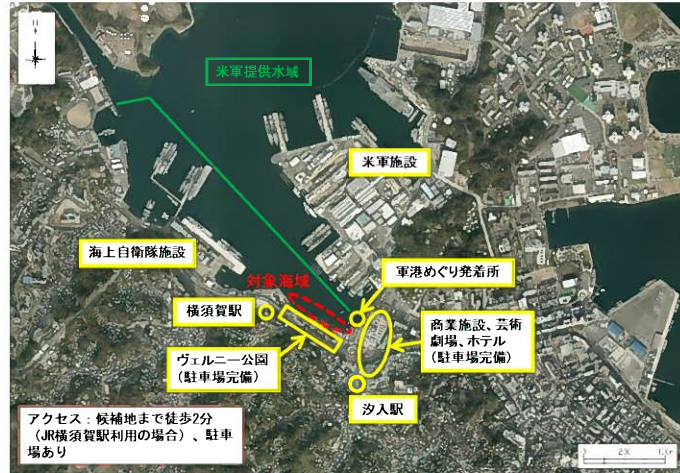 米軍提供水域
米軍施設
海上自衛隊施設
対象海域
軍港めぐり発着所
横須賀駅
商業施設、芸術
劇場、ホテル
(駐車場完備)
ヴェルニー公園
(駐車場完備)
汐入駅
アクセス:候補地まで徒歩2分
(JR横須賀駅利用の場合)、駐車
場あり